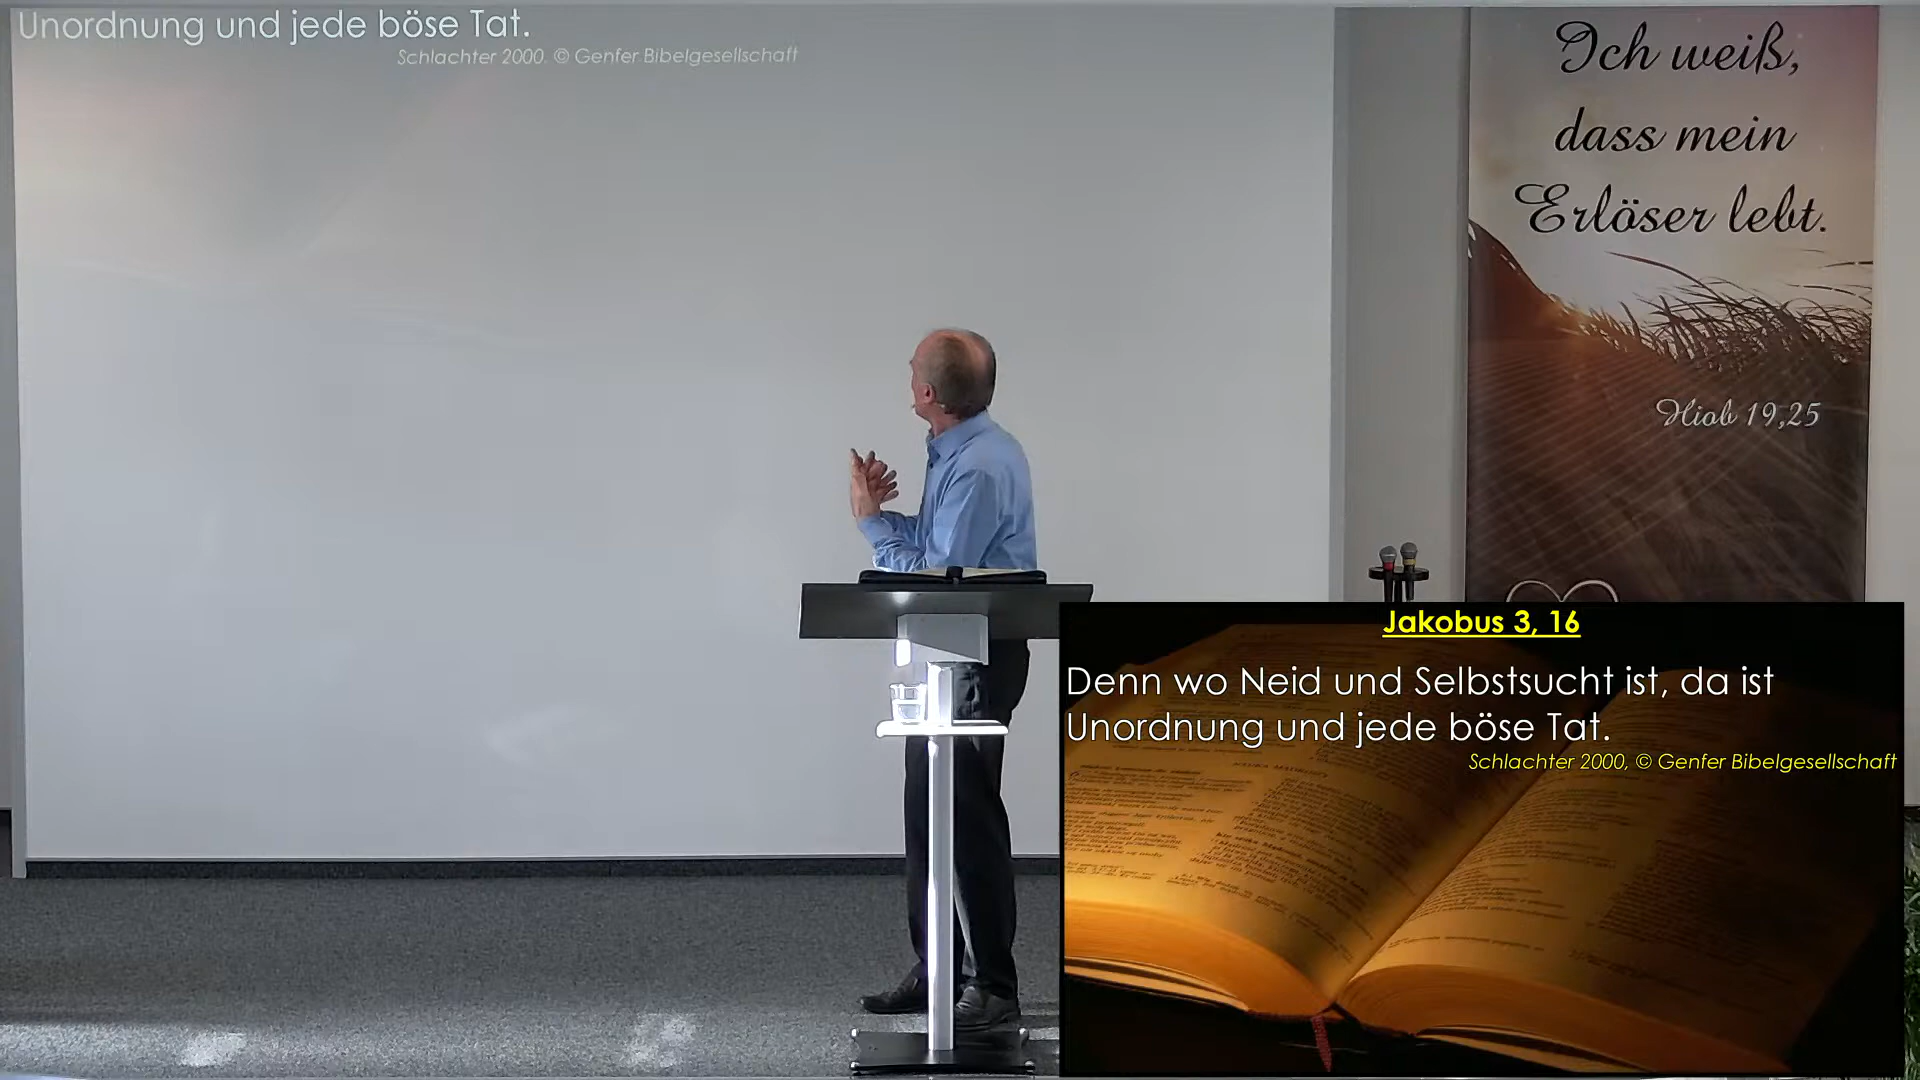 Unordnung und jede böse Tat.
Schlachter 2000, © Genfer Bibelgesellschaft
Ich weiß,
dass mein
Erlöser lebt.
Hiob 19,25
Jakobus 3, 16
Denn wo Neid und Selbstsucht ist, da ist
Unordnung und jede böse Tat.
Schlachter 2000, © Genfer Bibelgesellschaft